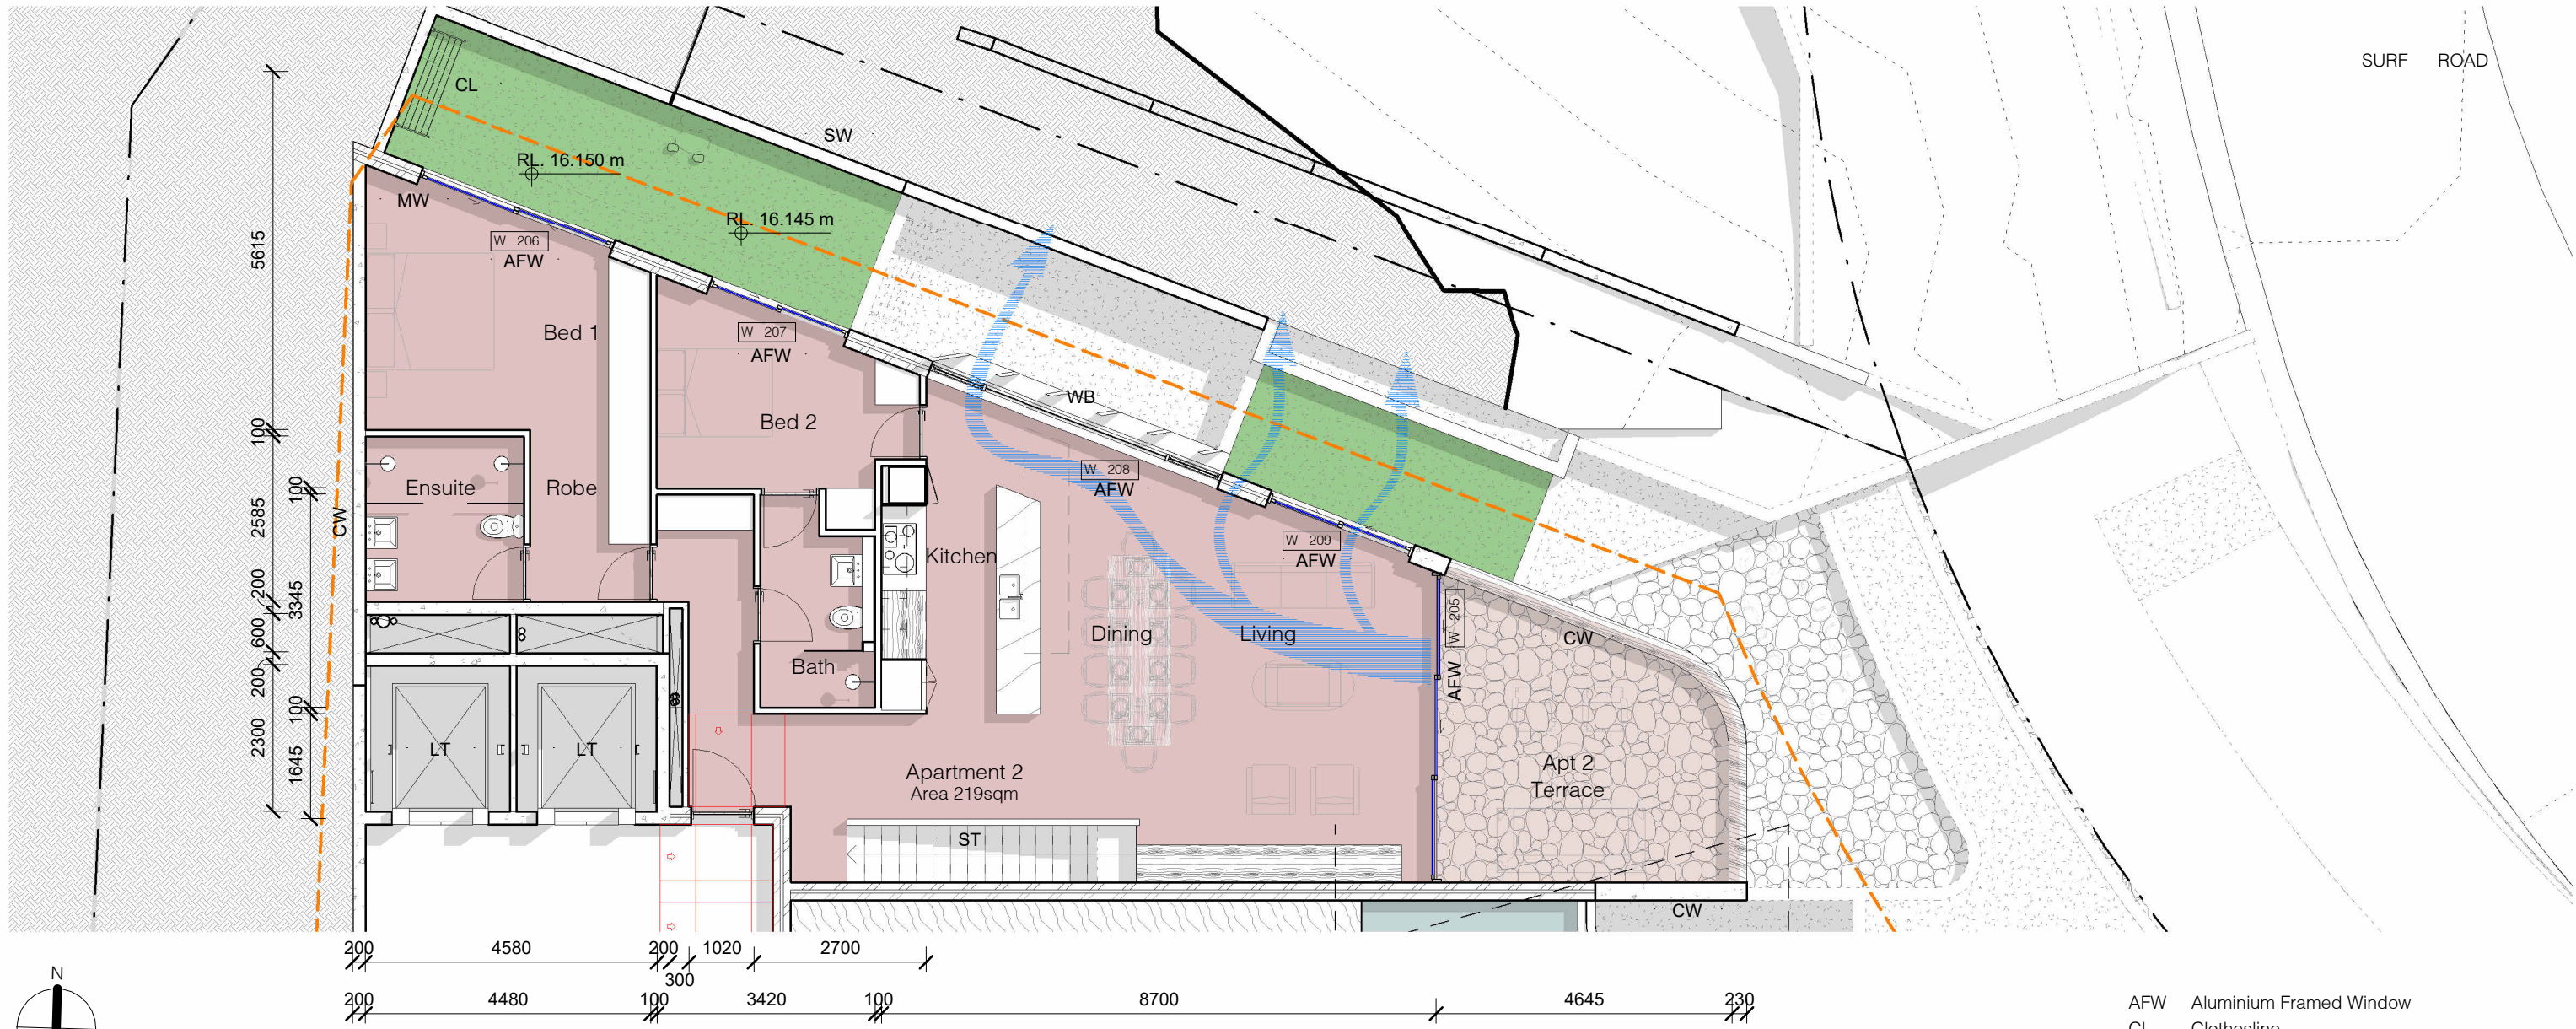 SURF ROAD
CL
SW
RL. 16.150 m
MW
RL. 16.145 m
W 206
AFW
Bed 1
W 207
AFW
WB
Bed 2
W 208
AFW
Ensuite
Robe
CW
W 209
AFW
Kitchen
W 205
AFW
Dining
Living
CW
Bath
LT
LT
Apartment 2
Area 219sqm
Apt 2
Terrace
ST
CW
5615
100
2585
200
600
200
2300
100
3345
100
1645
200
4580
200
1020
2700
300
N
200
4480
100
3420
100
8700
4645
230
AFW Aluminium Framed Window
CL Clothesline